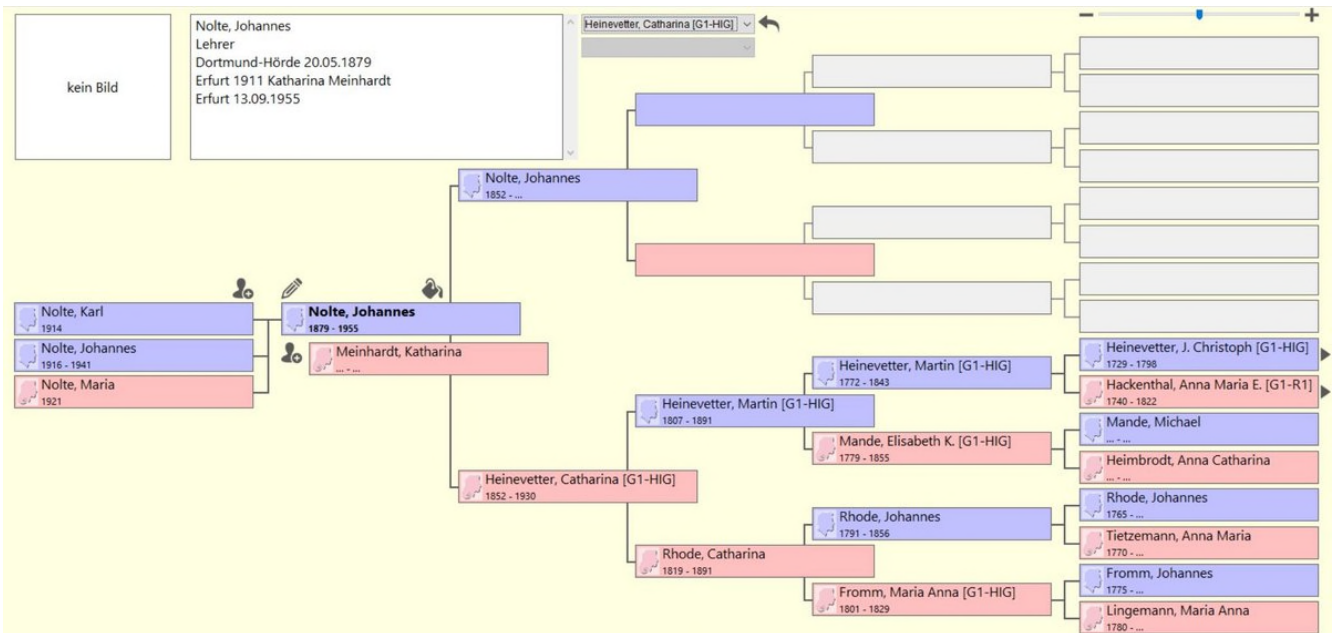 kein Bild
Nolte, Johannes
Lehrer
Dortmund-Hörde 20.05.1879
Erfurt 1911 Katharina Meinhardt
Erfurt 13.09.1955
Heinevetter, Catharina [G1-HIG]
Nolte, Karl
1914
Nolte, Johannes
1916 - 1941
Nolte, Maria
1921
Nolte, Johannes
1879 - 1955
Meinhardt, Katharina
... - ...
Nolte, Johannes
1852 - ...
Heinevetter, Catharina [G1-HIG]
1852 - 1930
Heinevetter, Martin [G1-HIG]
1807 - 1891
Rhode, Catharina
1819 - 1891
Heinevetter, Martin [G1-HIG]
1772 - 1843
Mande, Elisabeth K. [G1-HIG]
1779 - 1855
Rhode, Johannes
1791 - 1856
Fromm, Maria Anna [G1-HIG]
1801 - 1829
Heinevetter, J. Christoph [G1-HIG]
1729 - 1798
Hackenthal, Anna Maria E. [G1-R1]
1740 - 1822
Mande, Michael
... - ...
Heimbrodt, Anna Catharina
... - ...
Rhode, Johannes
1765 - ...
Tietzemann, Anna Maria
1770 - ...
Fromm, Johannes
1775 - ...
Lingemann, Maria Anna
1780 - ...